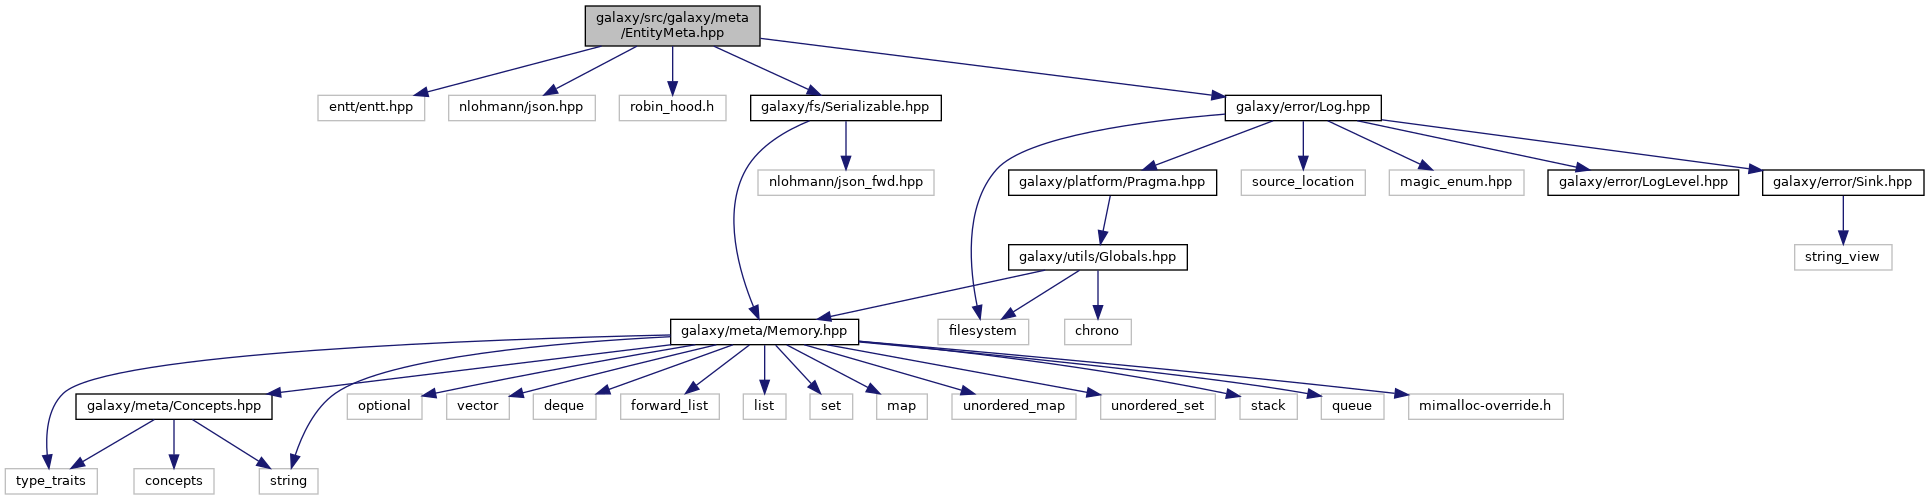 galaxy/src/galaxy/meta
/EntityMeta.hpp
entt/entt.hpp
nlohmann/json.hpp
robin_hood.h
galaxy/fs/Serializable.hpp
galaxy/error/Log.hpp
nlohmann/json_fwd.hpp
galaxy/platform/Pragma.hpp
source_location
magic_enum.hpp
galaxy/error/LogLevel.hpp
galaxy/error/Sink.hpp
galaxy/utils/Globals.hpp
string_view
galaxy/meta/Memory.hpp
filesystem
chrono
galaxy/meta/Concepts.hpp
optional
vector
deque
forward_list
list
set
map
unordered_map
unordered_set
stack
queue
mimalloc-override.h
type_traits
concepts
string